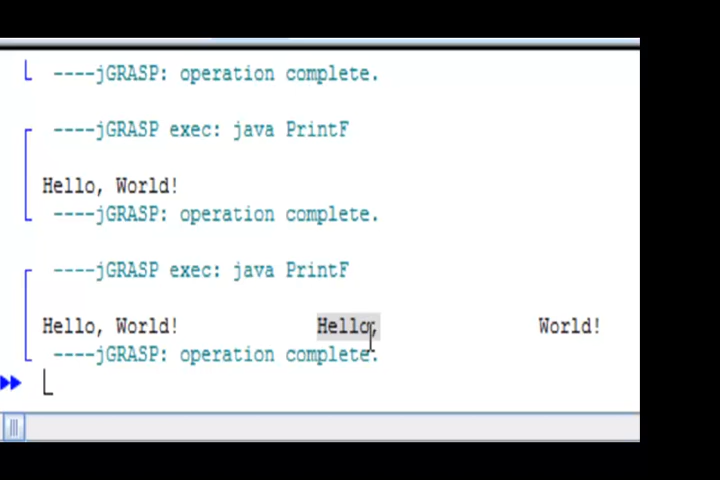 ----jGRASP: operation complete.
----jGRASP exec: java PrintF
Hello, World!
----jGRASP: operation complete.
----jGRASP exec: java PrintF
Hello, World! Hello, World!
----jGRASP: operation complete.